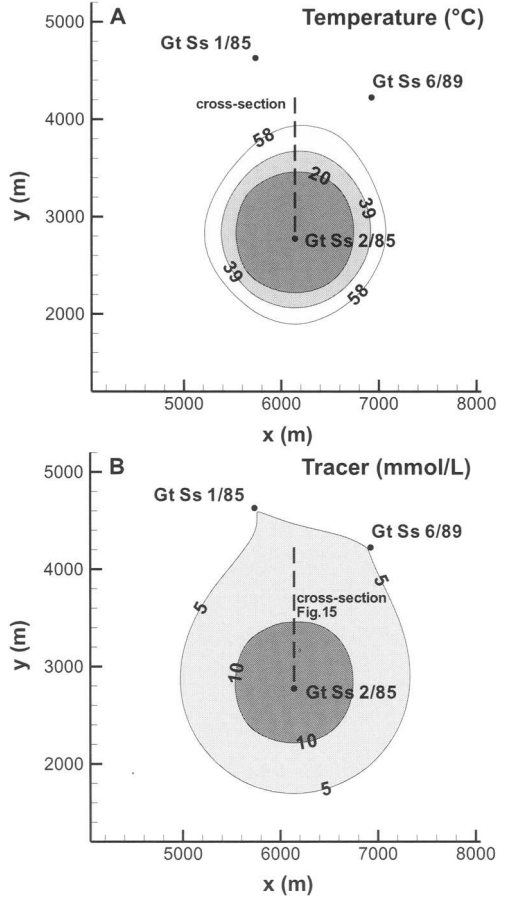 A
Temperature (°C)
5000
Gt Ss 1/85
Gt Ss 6/89
cross-section
4000
58
20
39
3000
Gt Ss 2/85
39
58
2000
y (m)
5000
6000
7000
8000
x (m)
B
Tracer (mmol/L)
5000
Gt Ss 1/85
Gt Ss 6/89
4000
5
5
cross-section
Fig.15
3000
10
Gt Ss 2/85
10
2000
5
y (m)
5000
6000
7000
8000
x (m)